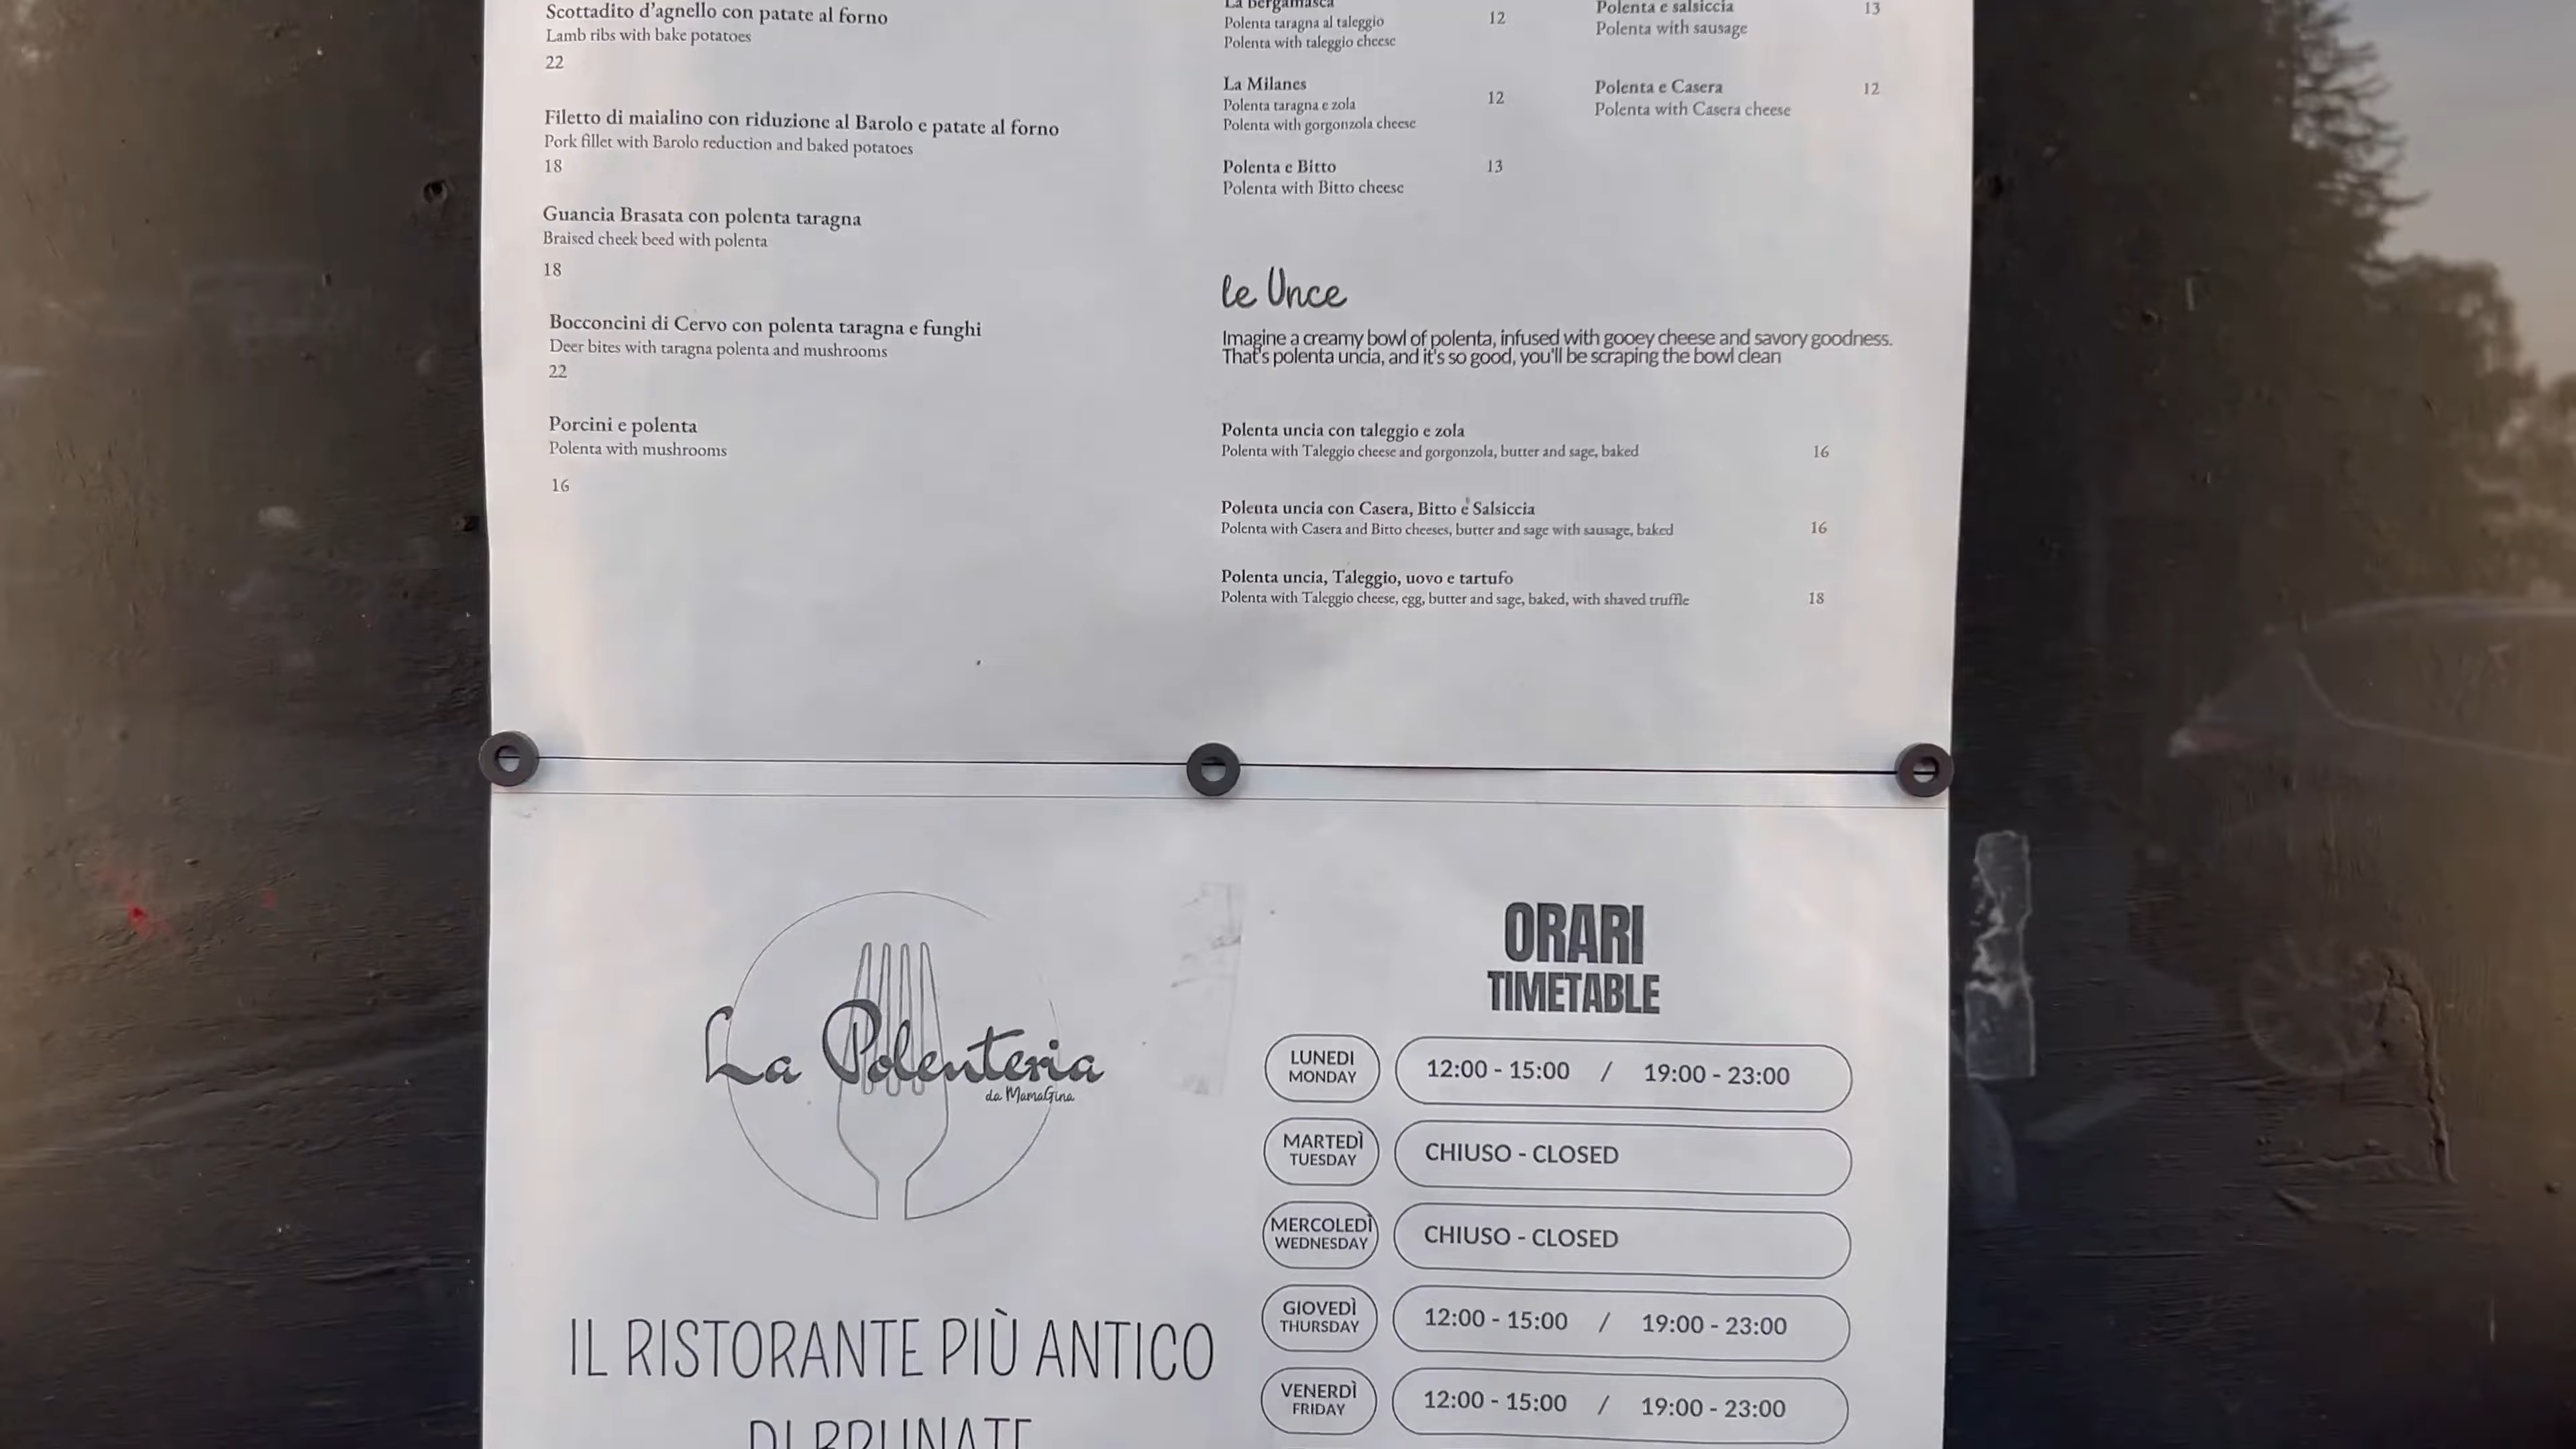 Scottadito d'agnello con patate al forno
Lamb ribs with bake potatoes
22
Filetto di maialino con riduzione al Barolo e patate al forno
Pork fillet with Barolo reduction and baked potatoes
18
Guancia Brasata con polenta taragna
Braised cheek beed with polenta
18
Bocconcini di Cervo con polenta taragna e funghi
Deer bites with taragna polenta and mushrooms
22
Porcini e polenta
Polenta with mushrooms
16
La Bergamasca
Polenta taragna al taleggio 12
Polenta with taleggio cheese
La Milanes
Polenta taragna e zola 12
Polenta with gorgonzola cheese
Polenta e Bitto 13
Polenta with Bitto cheese
Polenta e salsiccia 13
Polenta with sausage
Polenta e Casera 12
Polenta with Casera cheese
le Unce
Imagine a creamy bowl of polenta, infused with gooey cheese and savory goodness.
That's polenta uncia, and it's so good, you'll be scraping the bowl clean
Polenta uncia con taleggio e zola
Polenta with Taleggio cheese and gorgonzola, butter and sage, baked 16
Polenta uncia con Casera, Bitto e Salsiccia
Polenta with Casera and Bitto cheeses, butter and sage with sausage, baked 16
Polenta uncia, Taleggio, uovo e tartufo
Polenta with Taleggio cheese, egg, butter and sage, baked, with shaved truffle 18
La Polenteria
da MamaGina
IL RISTORANTE PIÙ ANTICO
DI BRUNATE
ORARI
TIMETABLE
LUNEDI
MONDAY
12:00 - 15:00 / 19:00 - 23:00
MARTEDÌ
TUESDAY
CHIUSO - CLOSED
MERCOLEDÌ
WEDNESDAY
CHIUSO - CLOSED
GIOVEDÌ
THURSDAY
12:00 - 15:00 / 19:00 - 23:00
VENERDÌ
FRIDAY
12:00 - 15:00 / 19:00 - 23:00